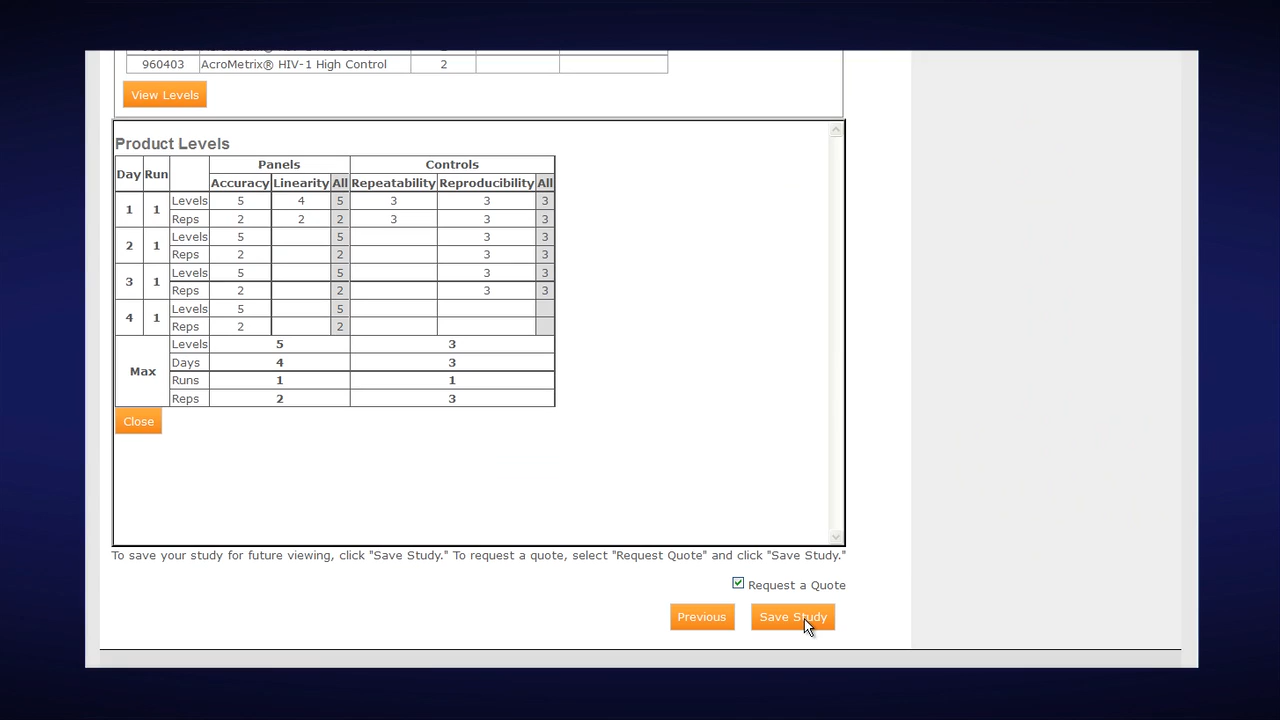 960403 AcroMetrix® HIV-1 High Control 2
View Levels
Product Levels
Day Run Panels Controls
Accuracy Linearity All Repeatability Reproducibility All
1 1 Levels 5 4 5 3 3 3
Reps 2 2 2 3 3 3
2 1 Levels 5 5 3 3
Reps 2 2 3 3
3 1 Levels 5 5 3 3
Reps 2 2 3 3
4 1 Levels 5 5
Reps 2 2
Max Levels 5 3
Days 4 3
Runs 1 1
Reps 2 3
Close
To save your study for future viewing, click "Save Study." To request a quote, select "Request Quote" and click "Save Study."
Request a Quote
Previous Save Study